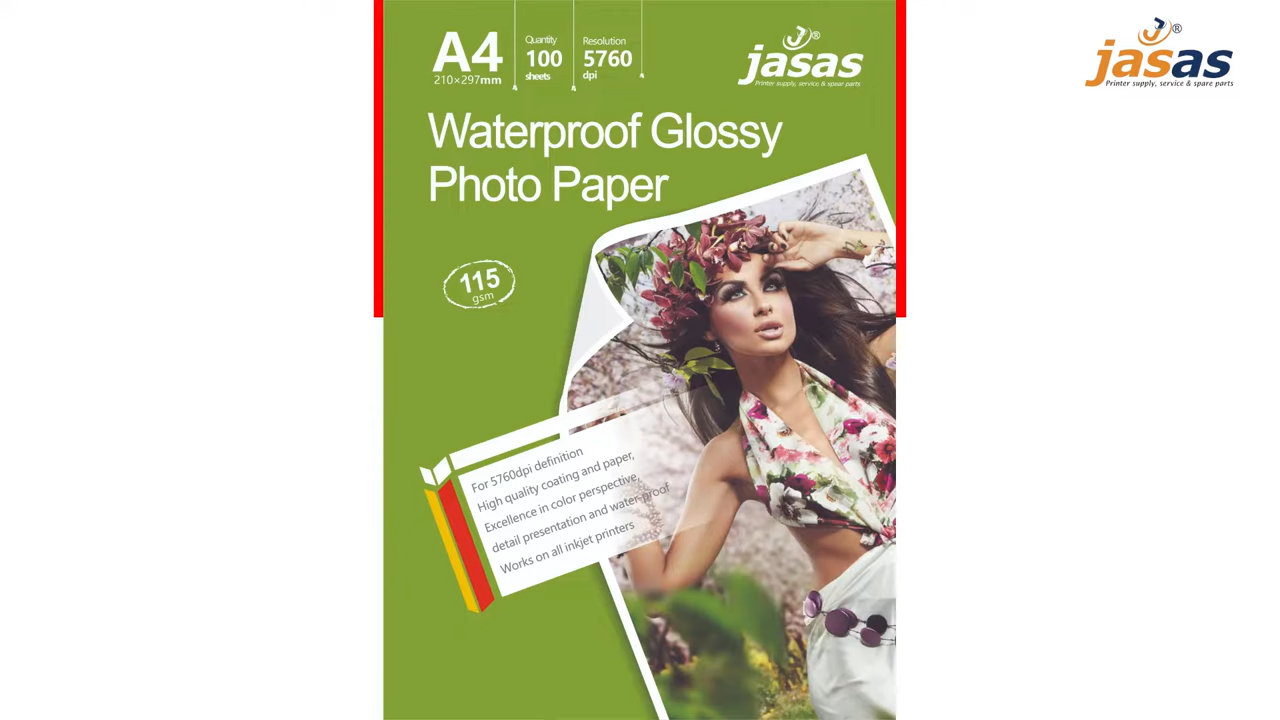 A4
210×297mm
Quantity
100
sheets
Resolution
5760
dpi
jasas®
Printer supply, service & spare parts
jasas®
Printer supply, service & spare parts
Waterproof Glossy
Photo Paper
115
gsm
For 5760dpi definition
High quality coating and paper,
Excellence in color perspective,
detail presentation and water-proof
Works on all inkjet printers